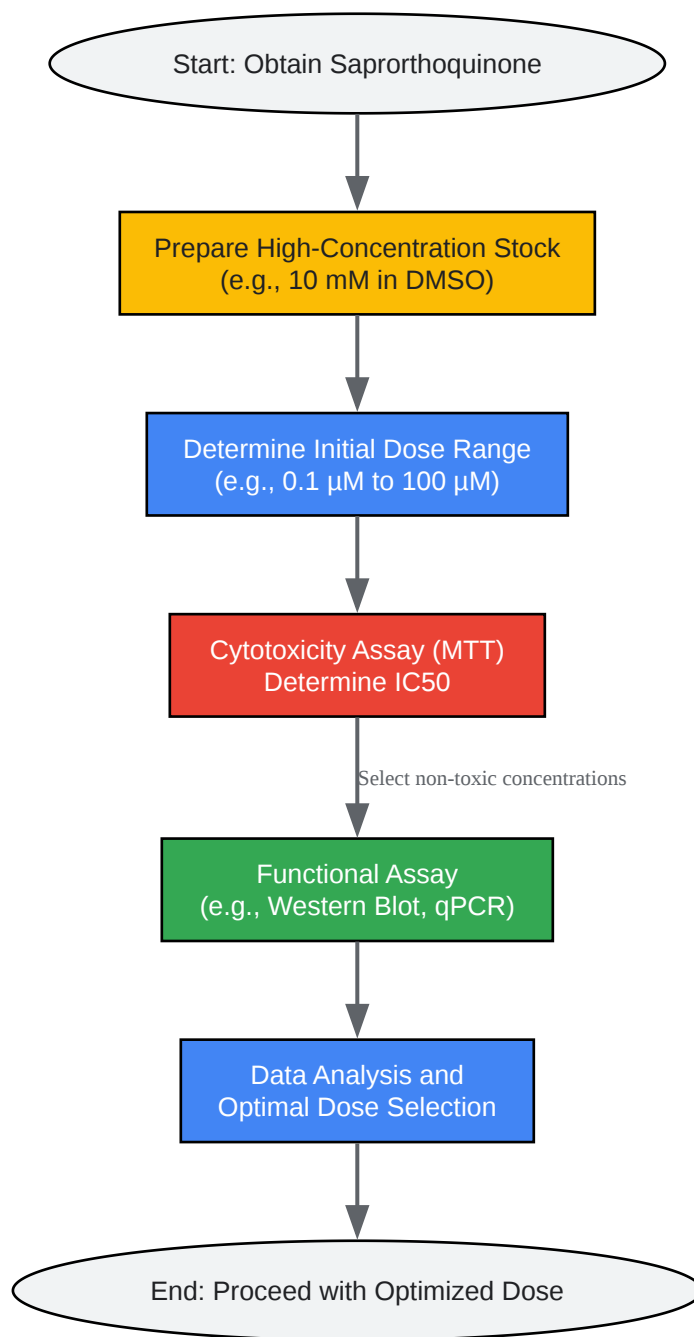 Start: Obtain Saprorthoquinone
Prepare High-Concentration Stock
(e.g., 10 mM in DMSO)
Determine Initial Dose Range
(e.g., 0.1 µM to 100 µM)
Cytotoxicity Assay (MTT)
Determine IC50
Select non-toxic concentrations
Functional Assay
(e.g., Western Blot, qPCR)
Data Analysis and
Optimal Dose Selection
End: Proceed with Optimized Dose